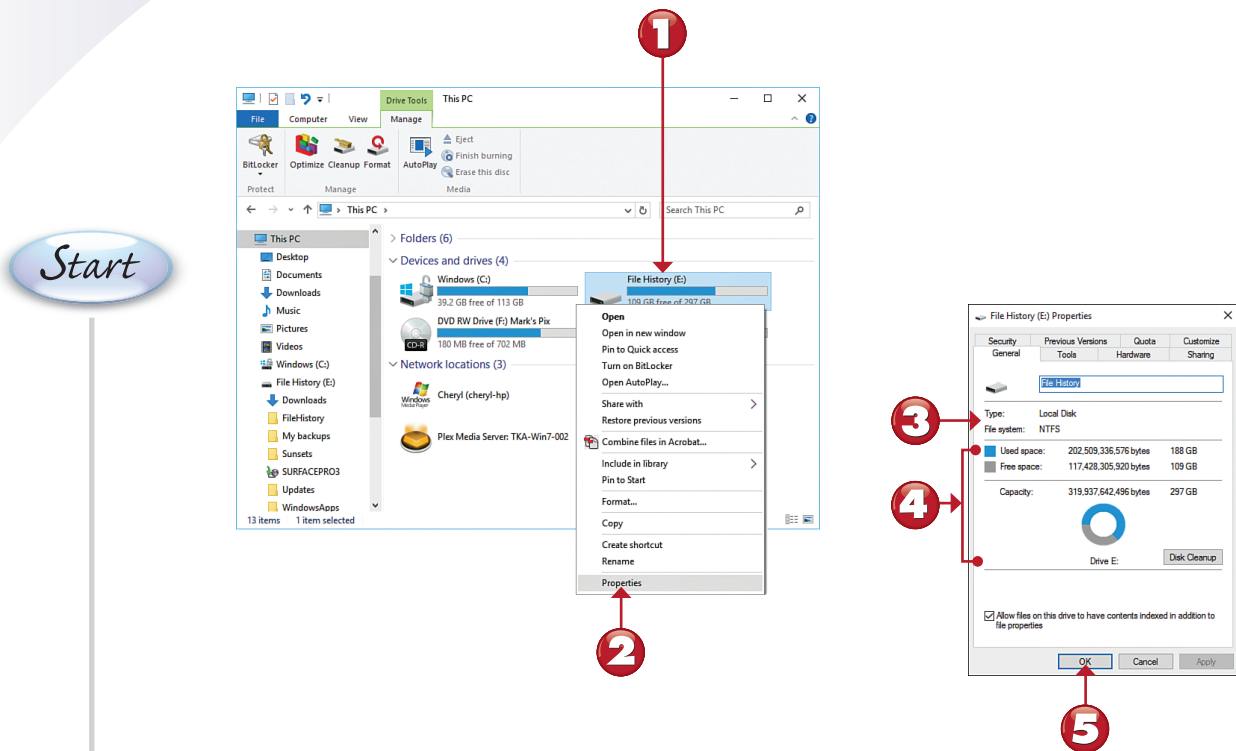 1
Drive Tools This PC
File Computer View Manage
BitLocker Optimize Cleanup Format AutoPlay
Eject
Finish burning
Erase this disc
Protect Manage Media
This PC Search This PC
Start
This PC
Desktop
Documents
Downloads
Music
Pictures
Videos
Windows (C:)
File History (E:)
Downloads
FileHistory
My backups
Sunsets
SURFACEPRO3
Updates
WindowsApps
13 items 1 item selected
Folders (6)
Devices and drives (4)
Windows (C:)
39.2 GB free of 113 GB
File History (E:)
109 GB free of 297 GB
DVD RW Drive (F:) Mark's Pix
CD-R
180 MB free of 702 MB
Network locations (3)
Windows
Media Player
Cheryl (cheryl-hp)
Plex Media Server: TKA-Win7-002
Open
Open in new window
Pin to Quick access
Turn on BitLocker
Open AutoPlay...
Share with
Restore previous versions
Combine files in Acrobat...
Include in library
Pin to Start
Format...
Copy
Create shortcut
Rename
Properties
2
File History (E:) Properties
Security Previous Versions Quota Customize
General Tools Hardware Sharing
File History
3
Type: Local Disk
File system: NTFS
4
Used space: 202,509,336,576 bytes 188 GB
Free space: 117,428,305,920 bytes 109 GB
Capacity: 319,937,642,496 bytes 297 GB
Drive E: Disk Cleanup
Allow files on this drive to have contents indexed in addition to
file properties
OK Cancel Apply
5